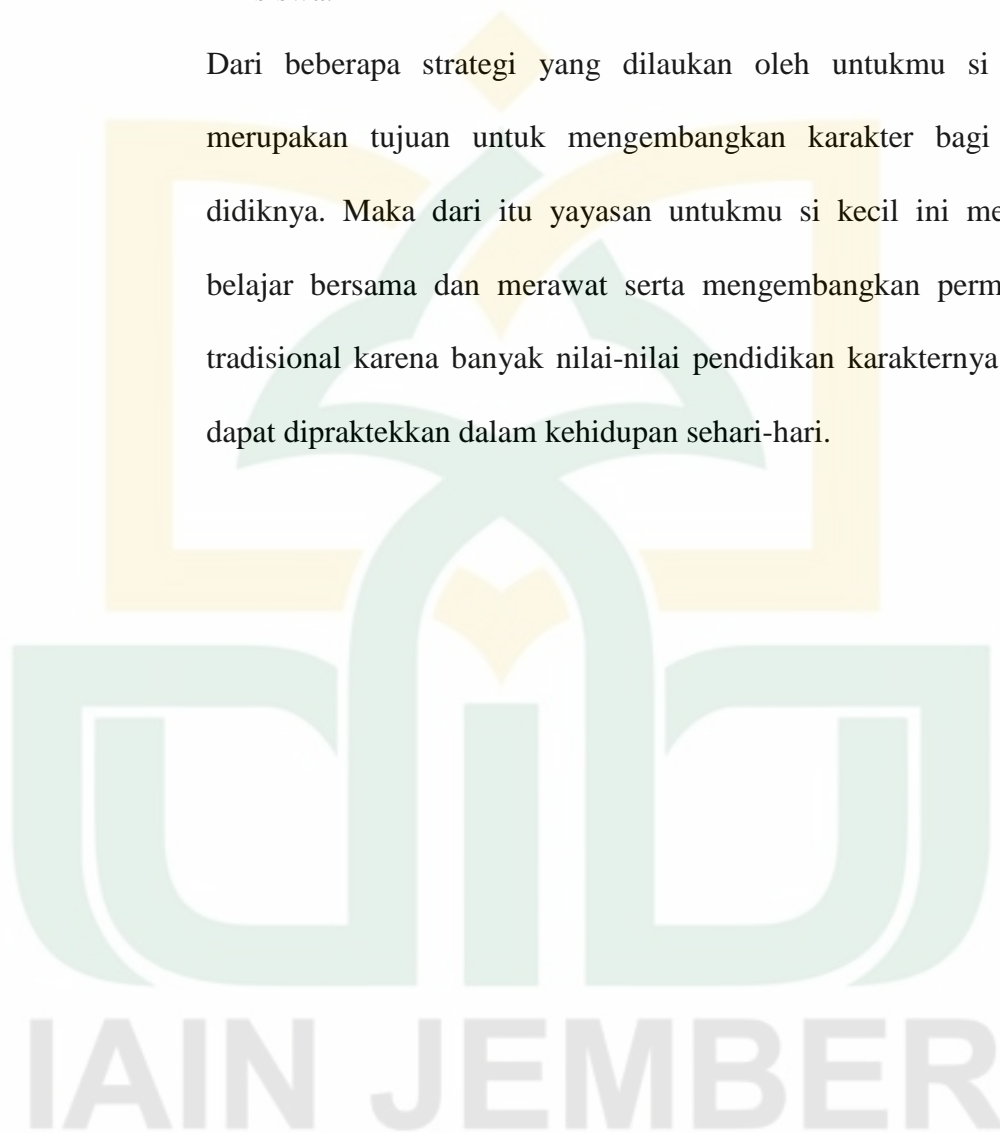 Dari beberapa strategi yang dilaukan oleh untukmu si
merupakan tujuan untuk mengembangkan karakter bagi
didiknya. Maka dari itu yayasan untukmu si kecil ini me
belajar bersama dan merawat serta mengembangkan perm
tradisional karena banyak nilai-nilai pendidikan karakternya
dapat dipraktekkan dalam kehidupan sehari-hari.
IAIN JEMBER